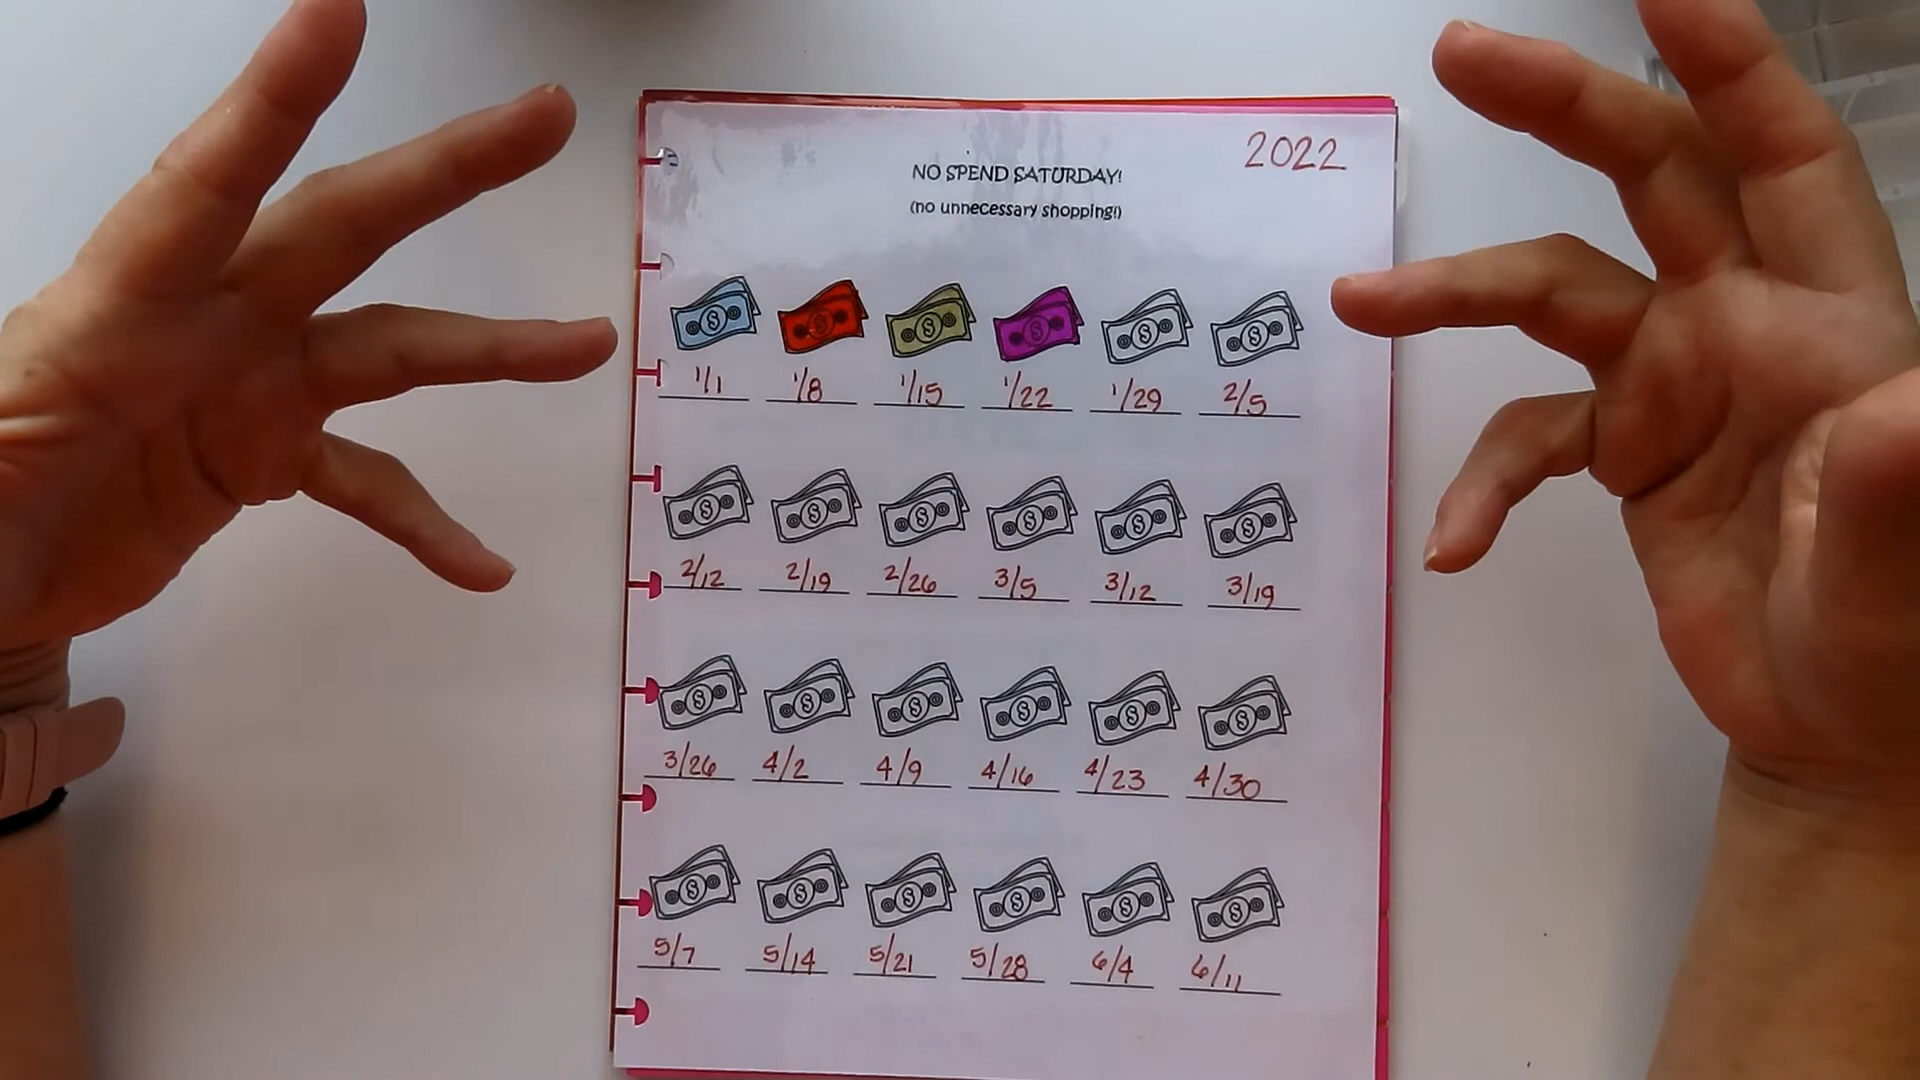 2022
NO SPEND SATURDAY!
(no unnecessary shopping!)
1/1 1/8 1/15 1/22 1/29 2/5
2/12 2/19 2/26 3/5 3/12 3/19
3/26 4/2 4/9 4/16 4/23 4/30
5/7 5/14 5/21 5/28 6/4 6/11